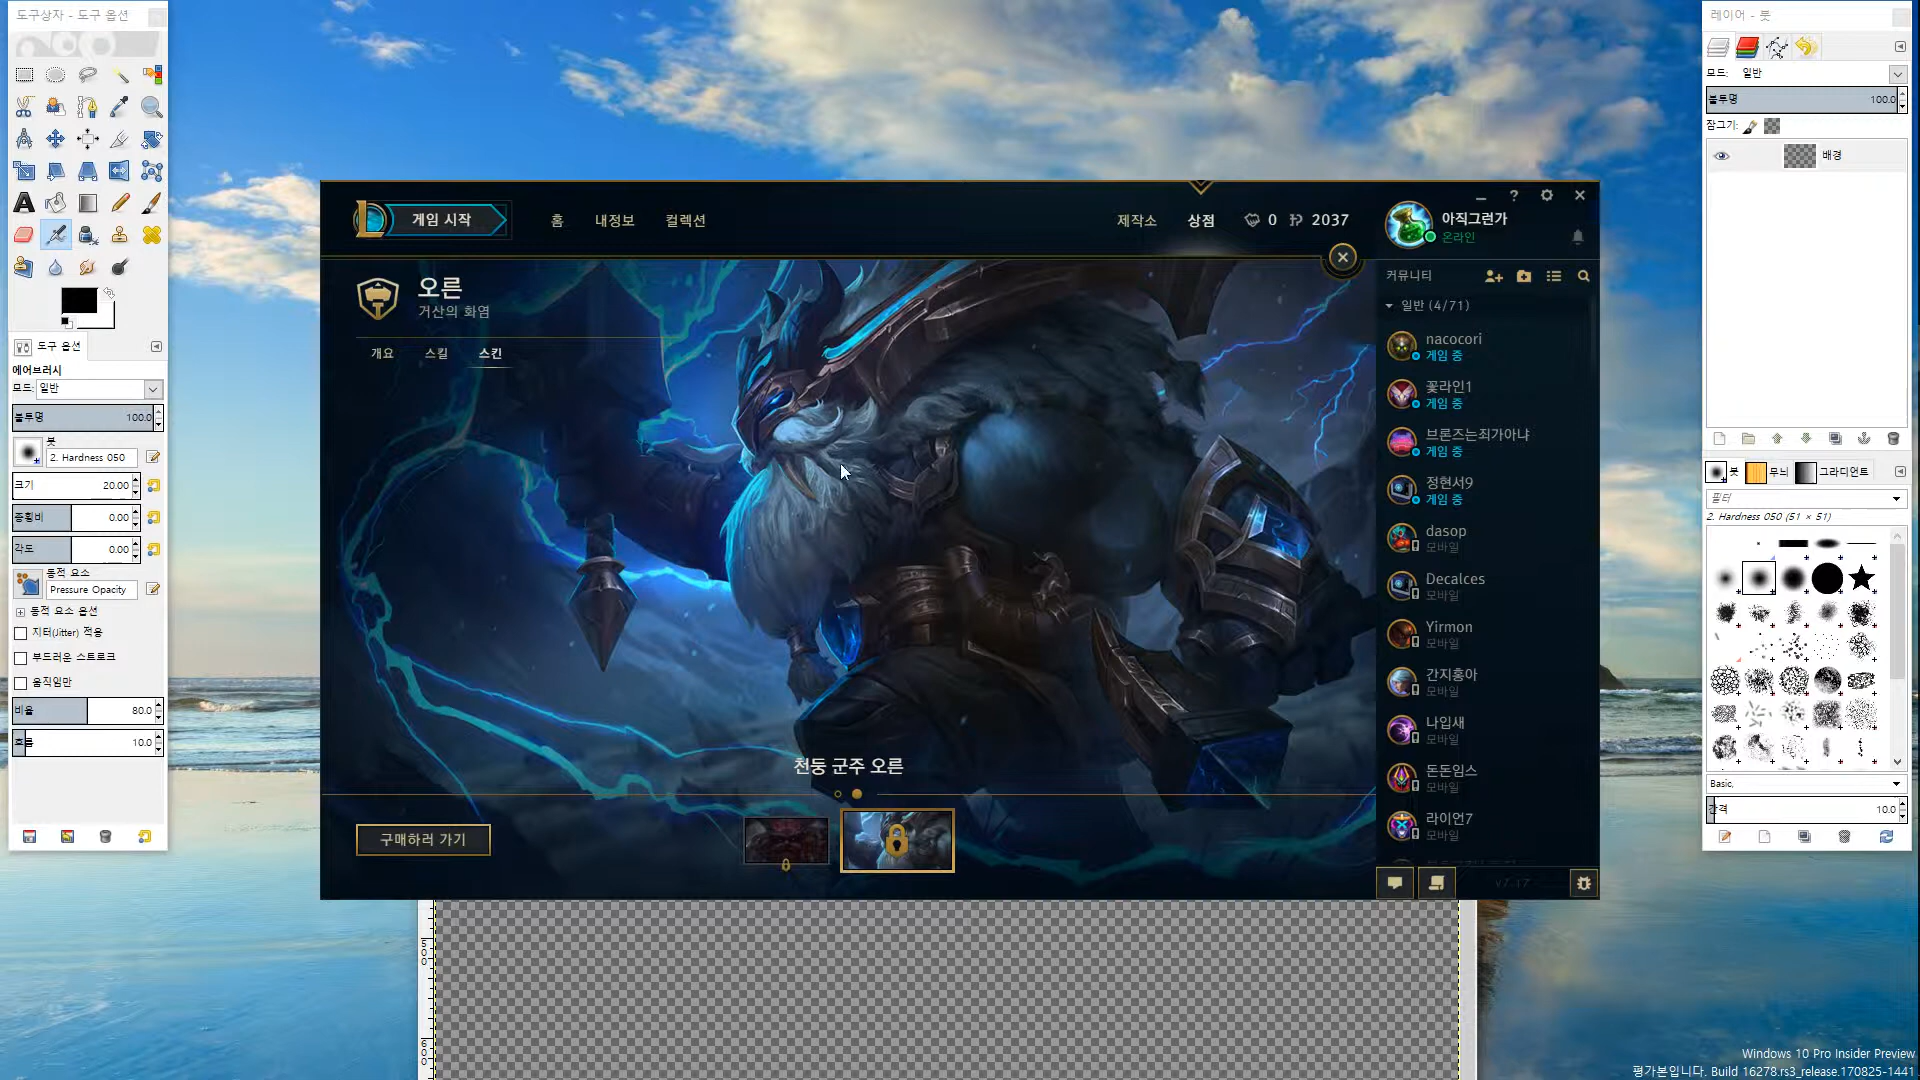 도구상자 - 도구 옵션
도구 옵션
에어브러시
모드: 일반
불투명 100.0
붓
2. Hardness 050
크기 20.00
종횡비 0.00
각도 0.00
동적 요소
Pressure Opacity
동적 요소 옵션
지터(Jitter) 적용
부드러운 스트로크
움직임만
비율 80.0
흐름 10.0
게임 시작
홈
내정보
컬렉션
제작소
상점
0
2037
아직그런가
온라인
오른
거산의 화염
개요
스킬
스킨
천둥 군주 오른
구매하러 가기
커뮤니티
일반 (4/71)
nacocori
게임 중
꽃라인1
게임 중
브론즈는죄가아냐
게임 중
정현서9
게임 중
dasop
모바일
Decalces
모바일
Yirmon
모바일
간지홍아
모바일
나임새
모바일
돈돈임스
모바일
라이언7
모바일
V7.17
500
600
레이어 - 붓
모드: 일반
불투명 100.0
잠그기:
배경
붓
무늬
그라디언트
필터
2. Hardness 050 (51 × 51)
Basic,
간격 10.0
Windows 10 Pro Insider Preview
평가본입니다. Build 16278.rs3_release.170825-1441